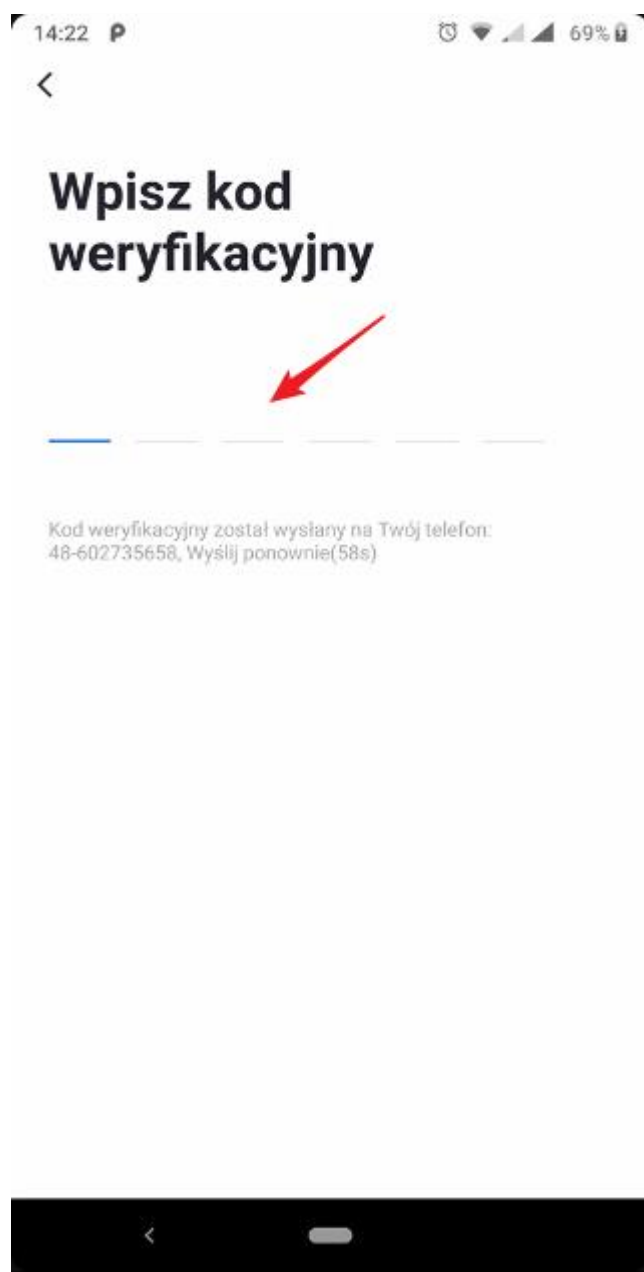 14:22 69%
Wpisz kod
weryfikacyjny
Kod weryfikacyjny został wysłany na Twój telefon:
48-602735658, Wyślij ponownie(58s)